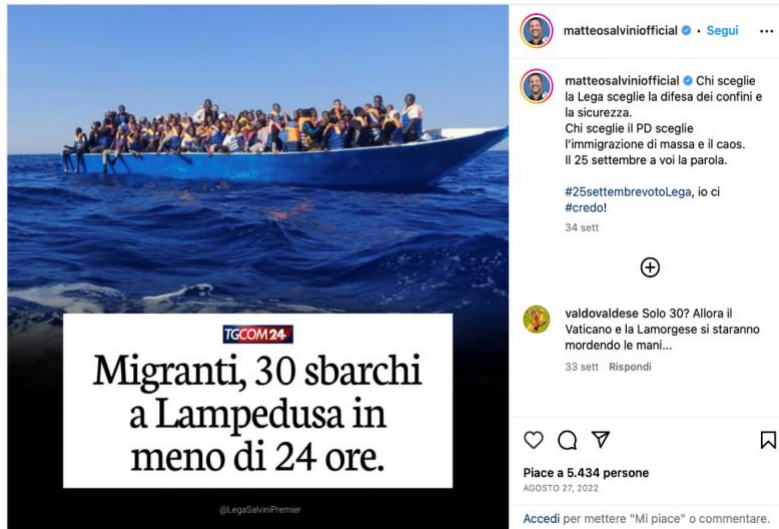 matteosalviniofficial • Segui
matteosalviniofficial Chi sceglie
la Lega sceglie la difesa dei confini e
la sicurezza.
Chi sceglie il PD sceglie
l'immigrazione di massa e il caos.
Il 25 settembre a voi la parola.
#25settembrevotoLega, io ci
#credo!
34 sett
valdovaldese Solo 30? Allora il
Vaticano e la Lamorgese si staranno
mordendo le mani...
33 sett Rispondi
TGCOM24
Migranti, 30 sbarchi
a Lampedusa in
meno di 24 ore.
@LegaSalviniPremier
Piace a 5.434 persone
AGOSTO 27, 2022
Accedi per mettere "Mi piace" o commentare.